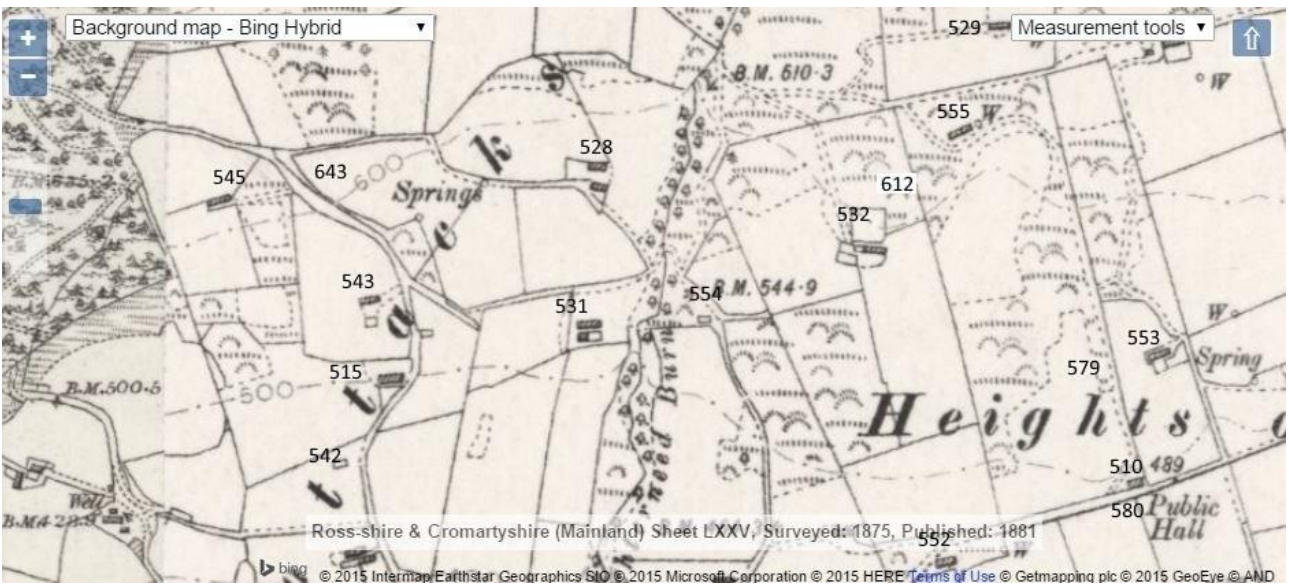 Background map - Bing Hybrid
Measurement tools
+
−
529
W
B.M. 610·3
W
555
W
528
545
643
600
Springs
612
532
543
531
554
B.M. 544·9
W
553
Spring
515
579
B.M.500·5
500
Heights
542
510
489
Well
580
Public
Hall
B.M.428·9
Ross-shire & Cromartyshire (Mainland) Sheet LXXV, Surveyed: 1875, Published: 1881
552
W
bing
© 2015 Intermap Earthstar Geographics SIO © 2015 Microsoft Corporation © 2015 HERE Terms of Use © Getmapping plc © 2015 GeoEye © AND